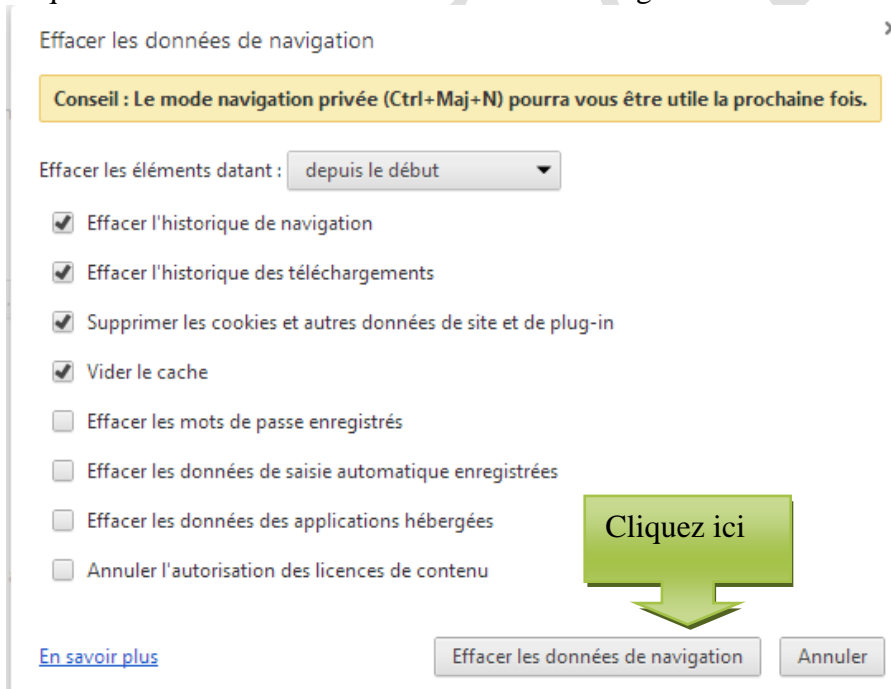 Effacer les données de navigation
Conseil : Le mode navigation privée (Ctrl+Maj+N) pourra vous être utile la prochaine fois.
Effacer les éléments datant : depuis le début
Effacer l'historique de navigation
Effacer l'historique des téléchargements
Supprimer les cookies et autres données de site et de plug-in
Vider le cache
Effacer les mots de passe enregistrés
Effacer les données de saisie automatique enregistrées
Effacer les données des applications hébergées
Cliquez ici
Annuler l'autorisation des licences de contenu
En savoir plus Effacer les données de navigation Annuler